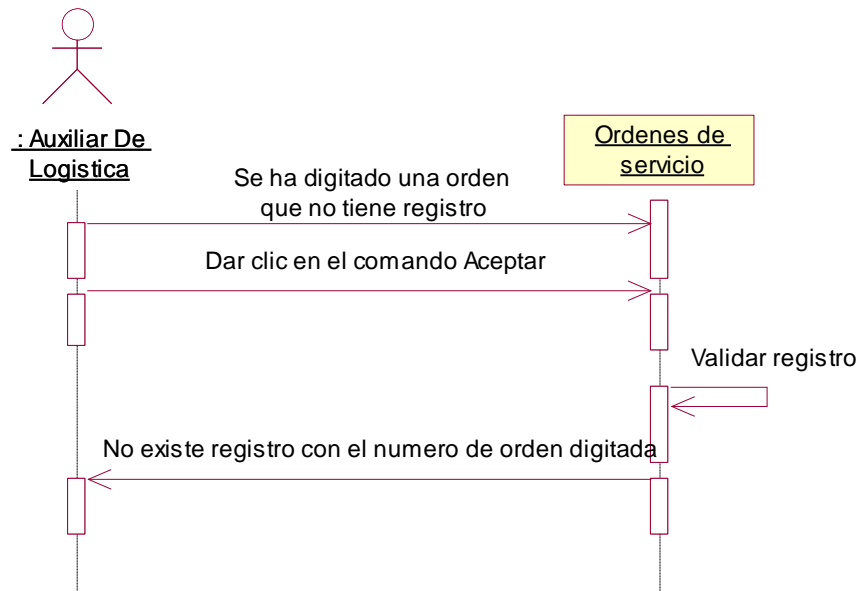 : Auxiliar De
Logistica
Ordenes de
servicio
Se ha digitado una orden
que no tiene registro
Dar clic en el comando Aceptar
Validar registro
No existe registro con el numero de orden digitada